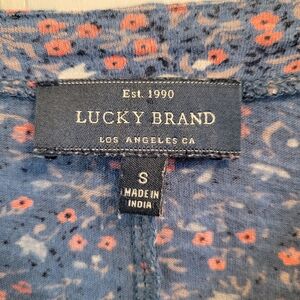 Est. 1990
LUCKY BRAND
LOS ANGELES CA
S
MADE IN
INDIA